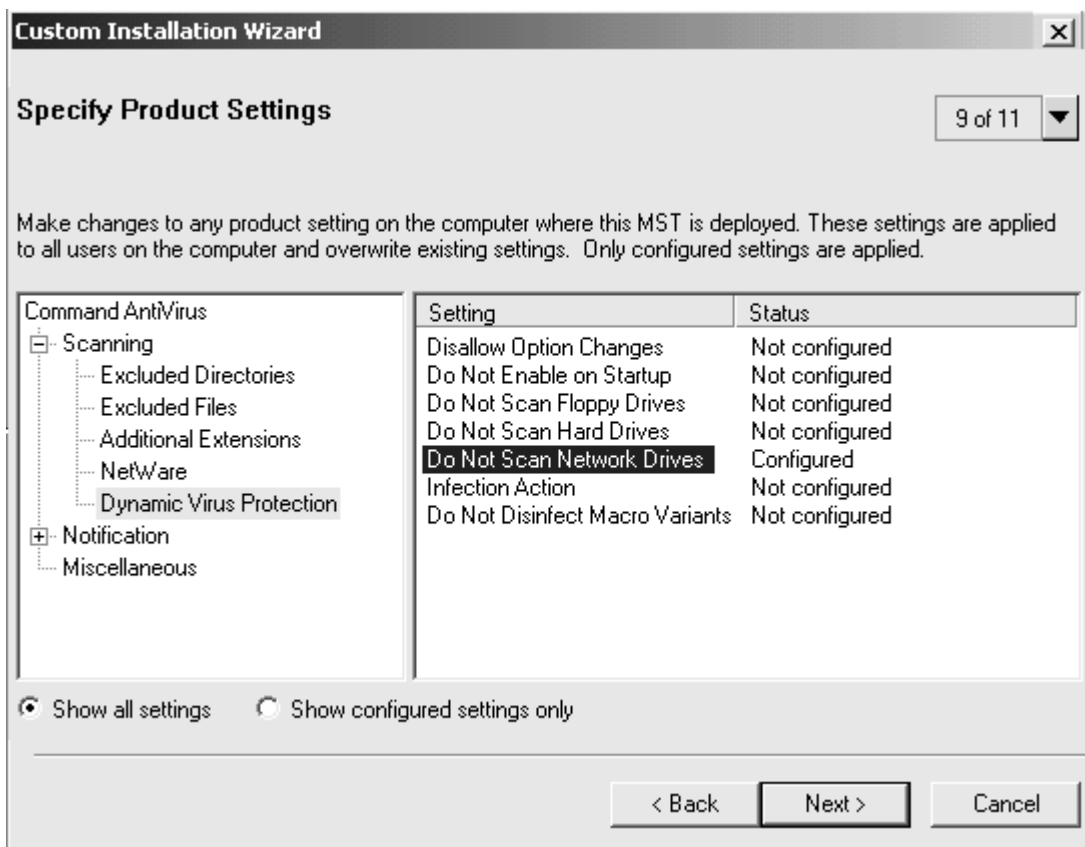 Custom Installation Wizard
Specify Product Settings
9 of 11
Make changes to any product setting on the computer where this MST is deployed. These settings are applied
to all users on the computer and overwrite existing settings. Only configured settings are applied.
Command AntiVirus
Scanning
Excluded Directories
Excluded Files
Additional Extensions
NetWare
Dynamic Virus Protection
Notification
Miscellaneous
Setting Status
Disallow Option Changes Not configured
Do Not Enable on Startup Not configured
Do Not Scan Floppy Drives Not configured
Do Not Scan Hard Drives Not configured
Do Not Scan Network Drives Configured
Infection Action Not configured
Do Not Disinfect Macro Variants Not configured
Show all settings Show configured settings only
< Back Next > Cancel